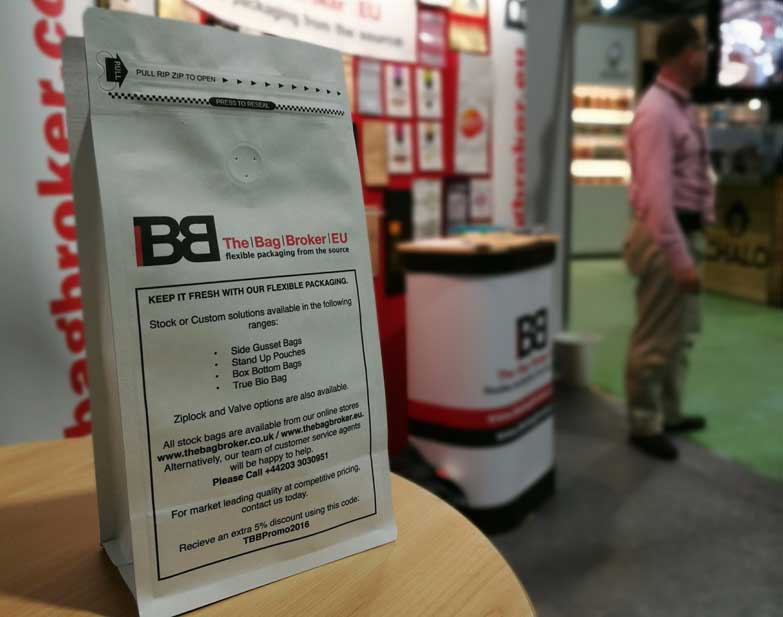 PULL
PULL RIP ZIP TO OPEN
PRESS TO RESEAL
BB The|Bag|Broker|EU
flexible packaging from the source
KEEP IT FRESH WITH OUR FLEXIBLE PACKAGING.
Stock or Custom solutions available in the following
ranges:
• Side Gusset Bags
• Stand Up Pouches
• Box Bottom Bags
• True Bio Bag
Ziplock and Valve options are also available.
All stock bags are available from our online stores
www.thebagbroker.co.uk / www.thebagbroker.eu.
Alternatively, our team of customer service agents
will be happy to help.
Please Call +44203 3030951
For market leading quality at competitive pricing,
contact us today.
Recieve an extra 5% discount using this code:
TBBPromo2016
bagbroker.co
Broker EU
packaging from the source
dbroker.eu
BB
CHALO